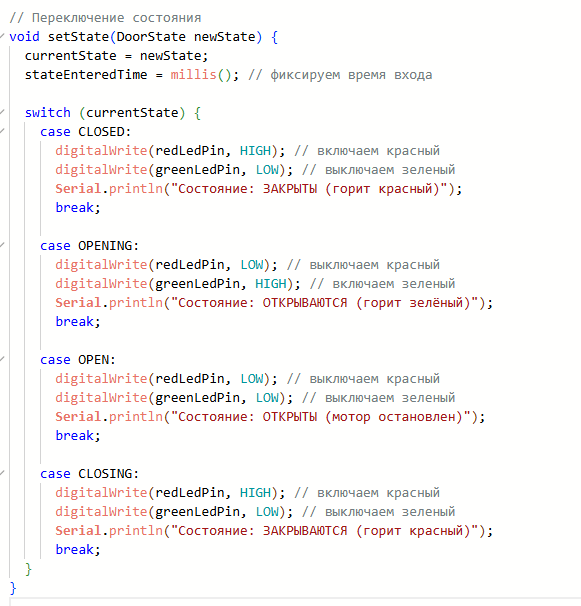 // Переключение состояния
void setState(DoorState newState) {
  currentState = newState;
  stateEnteredTime = millis(); // фиксируем время входа

  switch (currentState) {
    case CLOSED:
      digitalWrite(redLedPin, HIGH); // включаем красный
      digitalWrite(greenLedPin, LOW); // выключаем зеленый
      Serial.println("Состояние: ЗАКРЫТЫ (горит красный)");
      break;

    case OPENING:
      digitalWrite(redLedPin, LOW); // выключаем красный
      digitalWrite(greenLedPin, HIGH); // включаем зеленый
      Serial.println("Состояние: ОТКРЫВАЮТСЯ (горит зелёный)");
      break;

    case OPEN:
      digitalWrite(redLedPin, LOW); // выключаем красный
      digitalWrite(greenLedPin, LOW); // выключаем зеленый
      Serial.println("Состояние: ОТКРЫТЫ (мотор остановлен)");
      break;

    case CLOSING:
      digitalWrite(redLedPin, HIGH); // включаем красный
      digitalWrite(greenLedPin, LOW); // выключаем зеленый
      Serial.println("Состояние: ЗАКРЫВАЮТСЯ (горит красный)");
      break;
  }
}